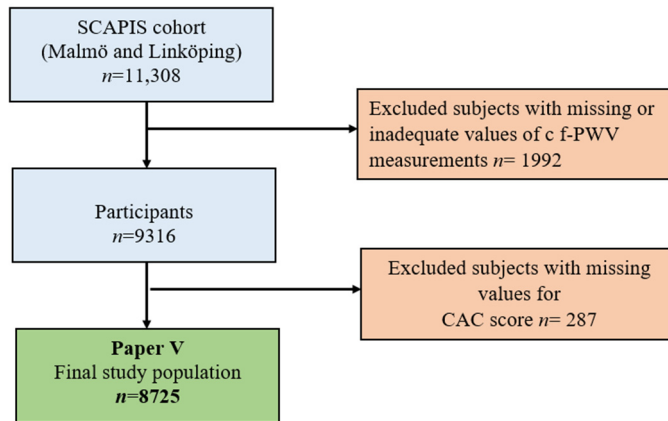 SCAPIS cohort
(Malmö and Linköping)
n=11,308
Excluded subjects with missing or
inadequate values of c f-PWV
measurements n= 1992
Participants
n=9316
Excluded subjects with missing
values for
CAC score n= 287
Paper V
Final study population
n=8725